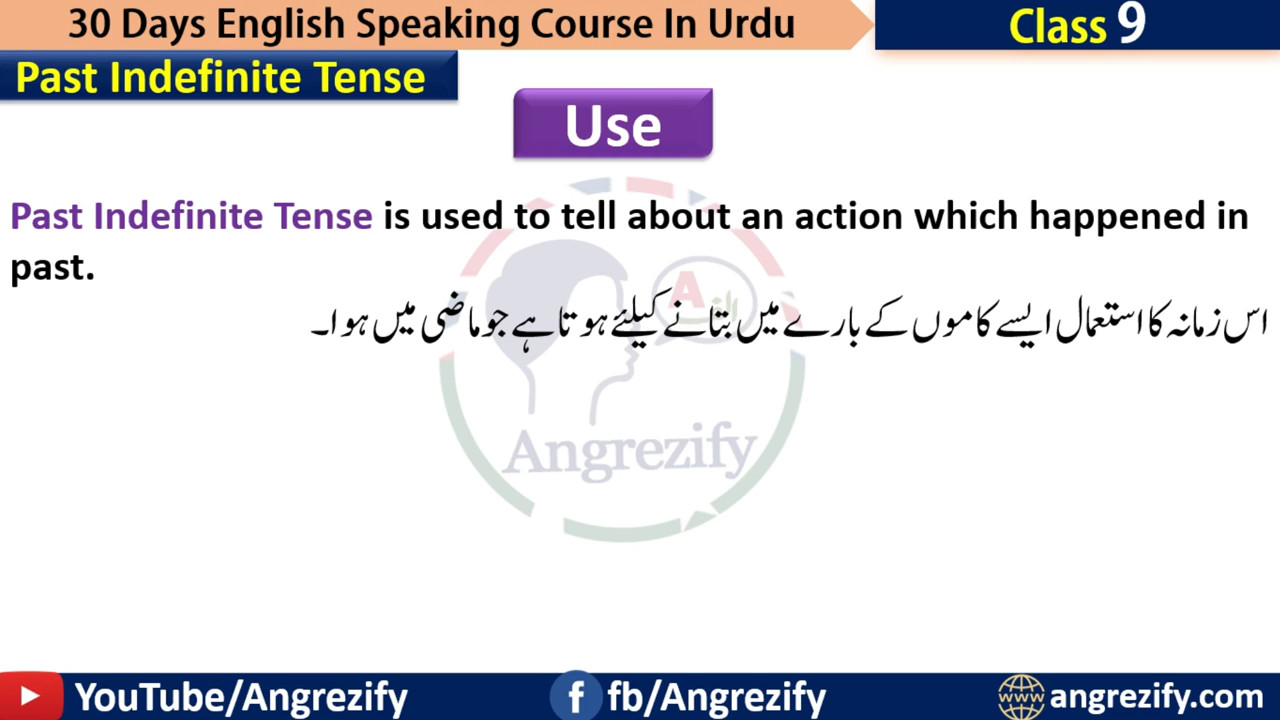 30 Days English Speaking Course In Urdu
Class 9
Past Indefinite Tense
Use
Past Indefinite Tense is used to tell about an action which happened in
past.
اس زمانہ کا استعمال ایسے کاموں کے بارے میں بتانے کیلئے ہوتا ہے جو ماضی میں ہوا۔
A
الف
Angrezify
YouTube/Angrezify
f fb/Angrezify
www angrezify.com